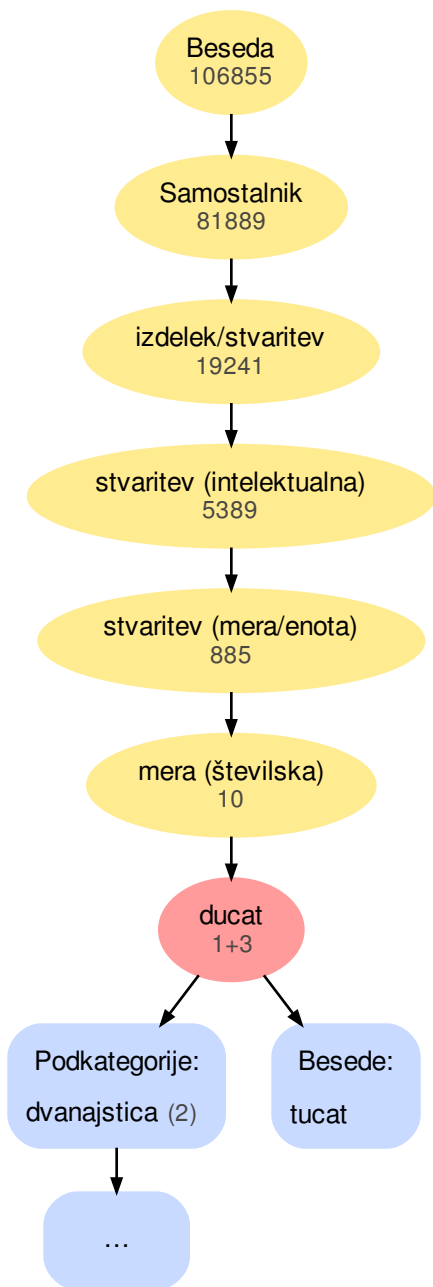 Beseda
106855
Samostalnik
81889
izdelek/stvaritev
19241
stvaritev (intelektualna)
5389
stvaritev (mera/enota)
885
mera (številska)
10
ducat
1+3
Podkategorije:
dvanajstica (2)
Besede:
tucat
...